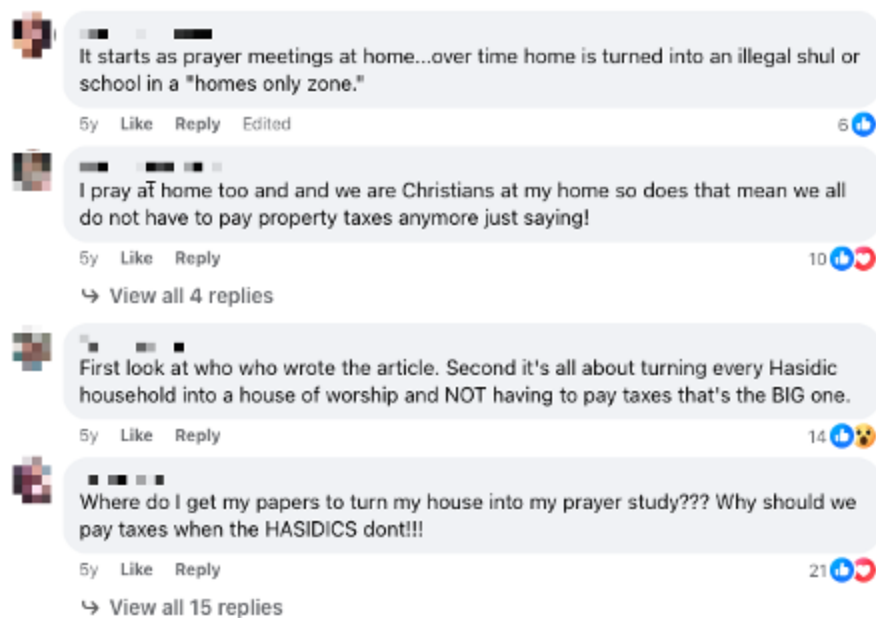 It starts as prayer meetings at home...over time home is turned into an illegal shul or
school in a "homes only zone."
5y Like Reply Edited
6
I pray at home too and and we are Christians at my home so does that mean we all
do not have to pay property taxes anymore just saying!
5y Like Reply
10
View all 4 replies
First look at who who wrote the article. Second it's all about turning every Hasidic
household into a house of worship and NOT having to pay taxes that's the BIG one.
5y Like Reply
14
Where do I get my papers to turn my house into my prayer study??? Why should we
pay taxes when the HASIDICS dont!!!
5y Like Reply
21
View all 15 replies